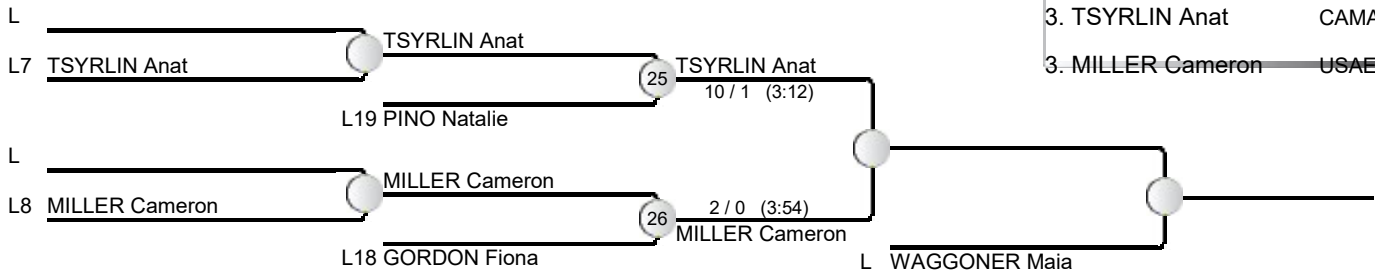 L
3. TSYRLIN Anat CAMA
TSYRLIN Anat
L7 TSYRLIN Anat
25 TSYRLIN Anat
3. MILLER Cameron USAE
10 / 1 (3:12)
L19 PINO Natalie
L
MILLER Cameron
L8 MILLER Cameron
2 / 0 (3:54)
26
MILLER Cameron
L18 GORDON Fiona
L WAGGONER Maia